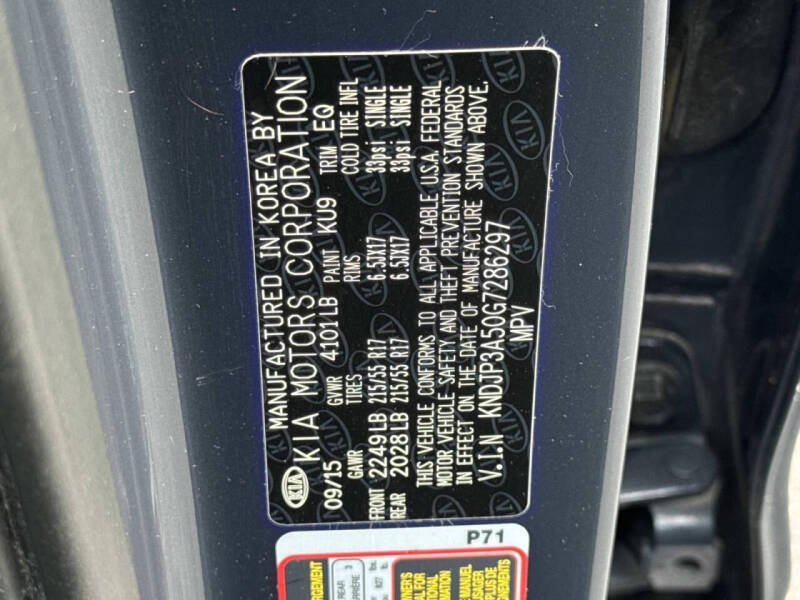 KIA
MANUFACTURED IN KOREA BY
KIA MOTORS CORPORATION
09/15 GVWR 4101LB PAINT KU9 TRIM EQ
GAWR TIRES RIMS COLD TIRE INFL
FRONT 2249LB 215/55 R17 6.5JX17 33psi SINGLE
REAR 2028LB 215/55 R17 6.5JX17 33psi SINGLE
THIS VEHICLE CONFORMS TO ALL APPLICABLE U.S.A. FEDERAL
MOTOR VEHICLE SAFETY AND THEFT PREVENTION STANDARDS
IN EFFECT ON THE DATE OF MANUFACTURE SHOWN ABOVE.
V.I.N KNDJP3A50G7286297
MPV
P71
REAR